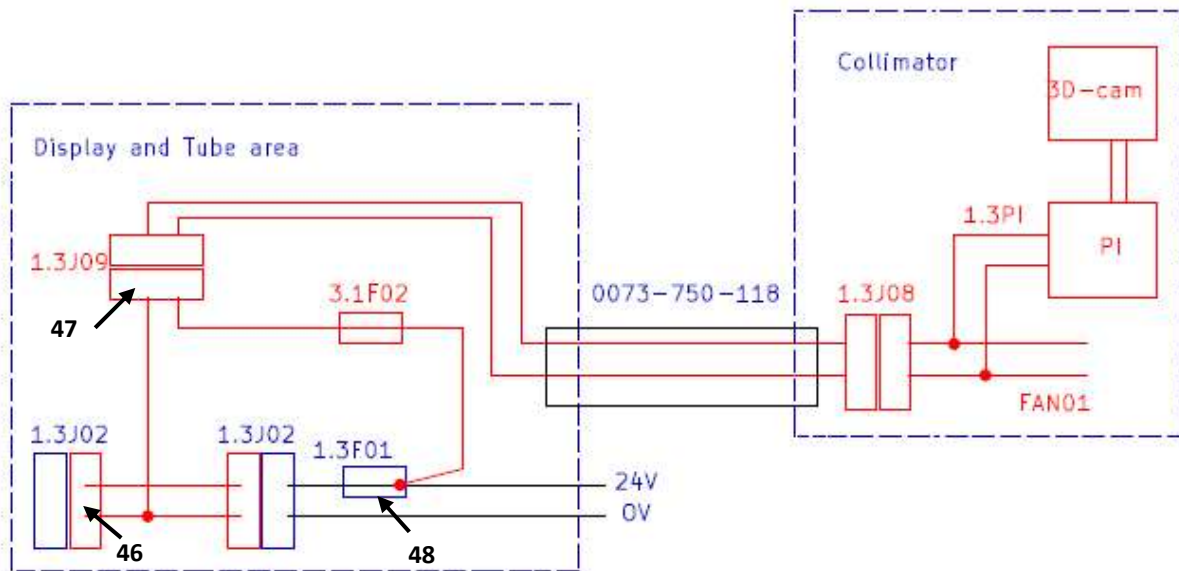 Collimator
3D-cam
Display and Tube area
1.3PI
PI
1.3J09
47
3.1F02
0073-750-118
1.3J08
FAN01
1.3J02
1.3J02
1.3F01
24V
0V
46
48